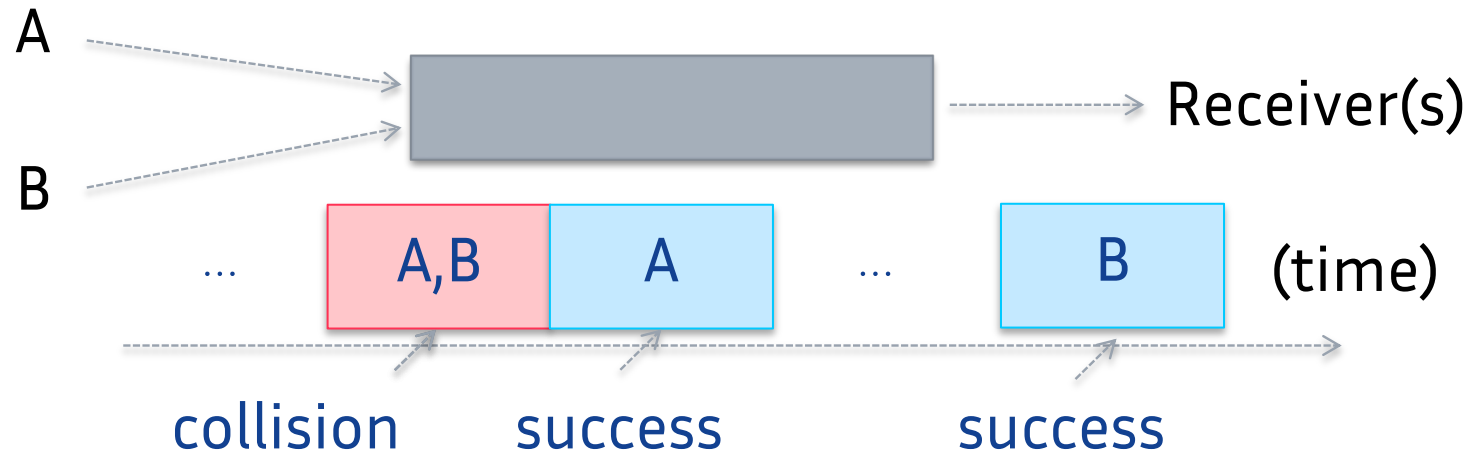 A
Receiver(s)
B
... A,B A ... B (time)
collision success success